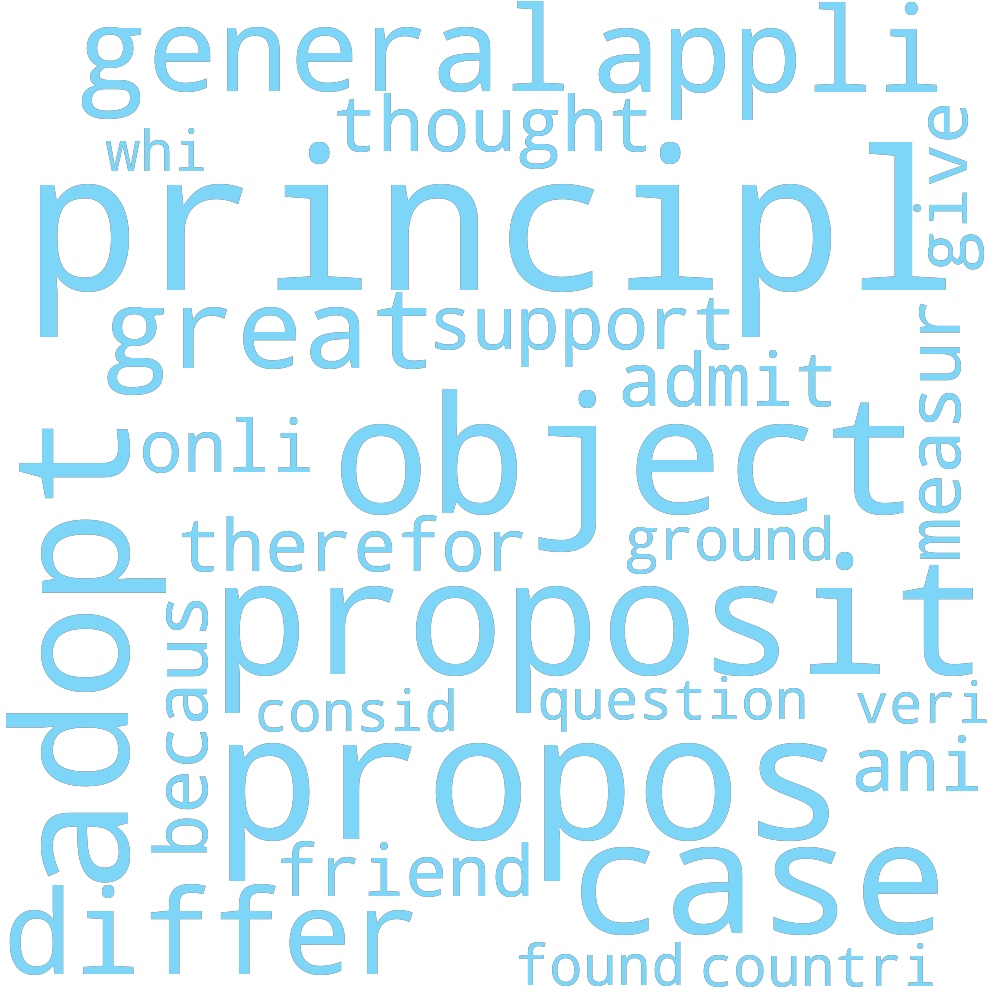 general appli
thought
whi
give
principl
great support
measur
admit
onli
object
adopt
therefor
ground
proposit
becaus
consid
question
veri
propos
ani
friend
case
differ
found
countri